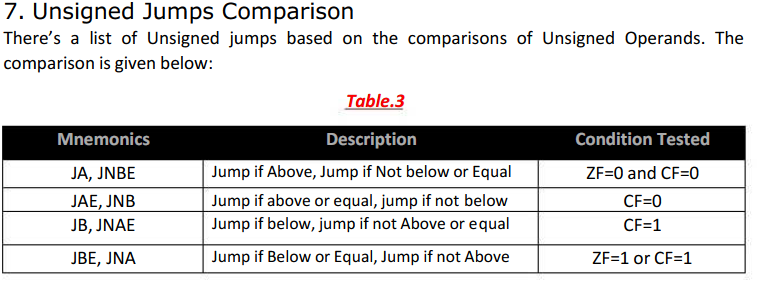 7. Unsigned Jumps Comparison
There’s a list of Unsigned jumps based on the comparisons of Unsigned Operands. The
comparison is given below:
Table.3
Mnemonics Description Condition Tested
JA, JNBE Jump if Above, Jump if Not below or Equal ZF=0 and CF=0
JAE, JNB Jump if above or equal, jump if not below CF=0
JB, JNAE Jump if below, jump if not Above or equal CF=1
JBE, JNA Jump if Below or Equal, Jump if not Above ZF=1 or CF=1